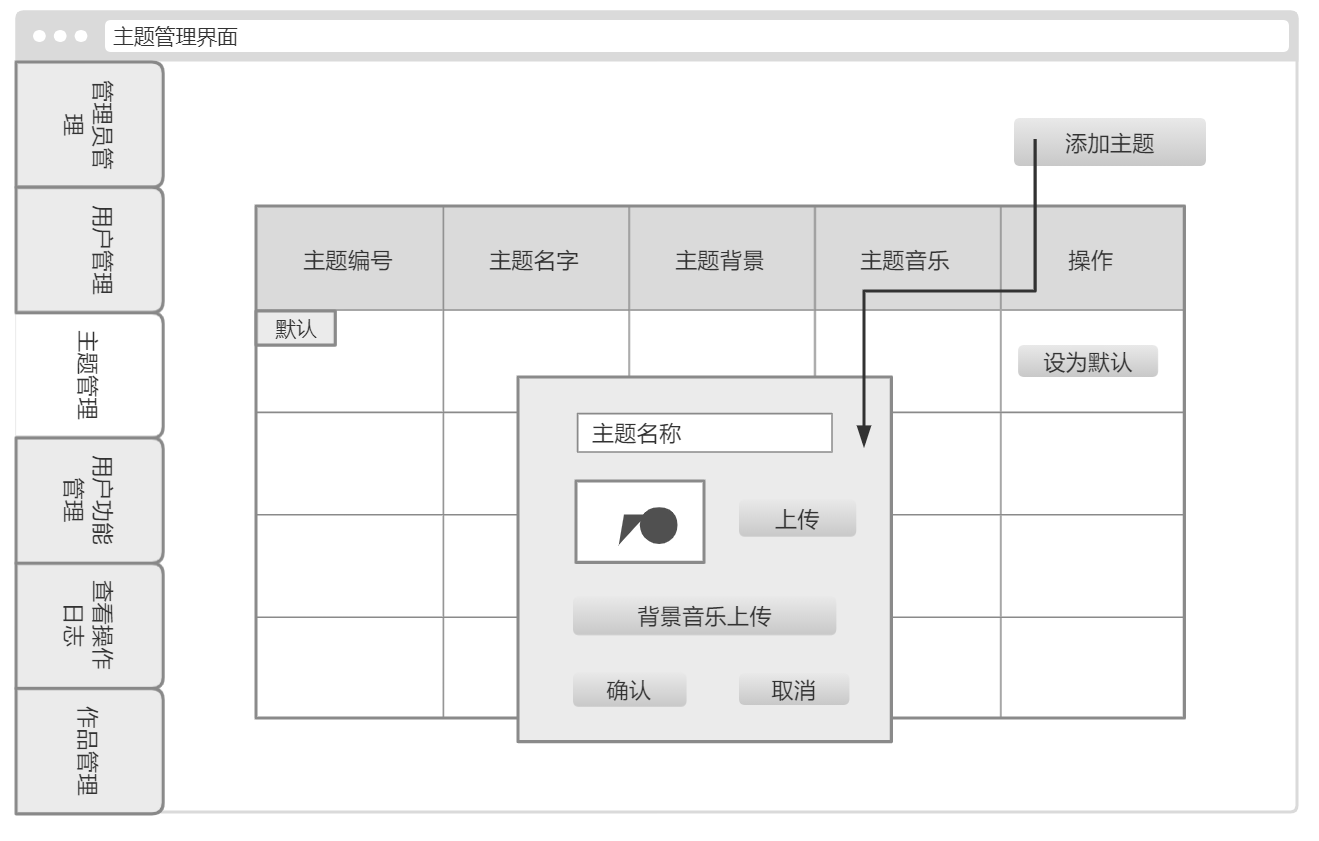 主题管理界面
管理员管
理
用户管理
主题管理
用户功能
管理
查看操作
日志
作品管理
添加主题
主题编号
主题名字
主题背景
主题音乐
操作
默认
设为默认
主题名称
上传
背景音乐上传
确认
取消